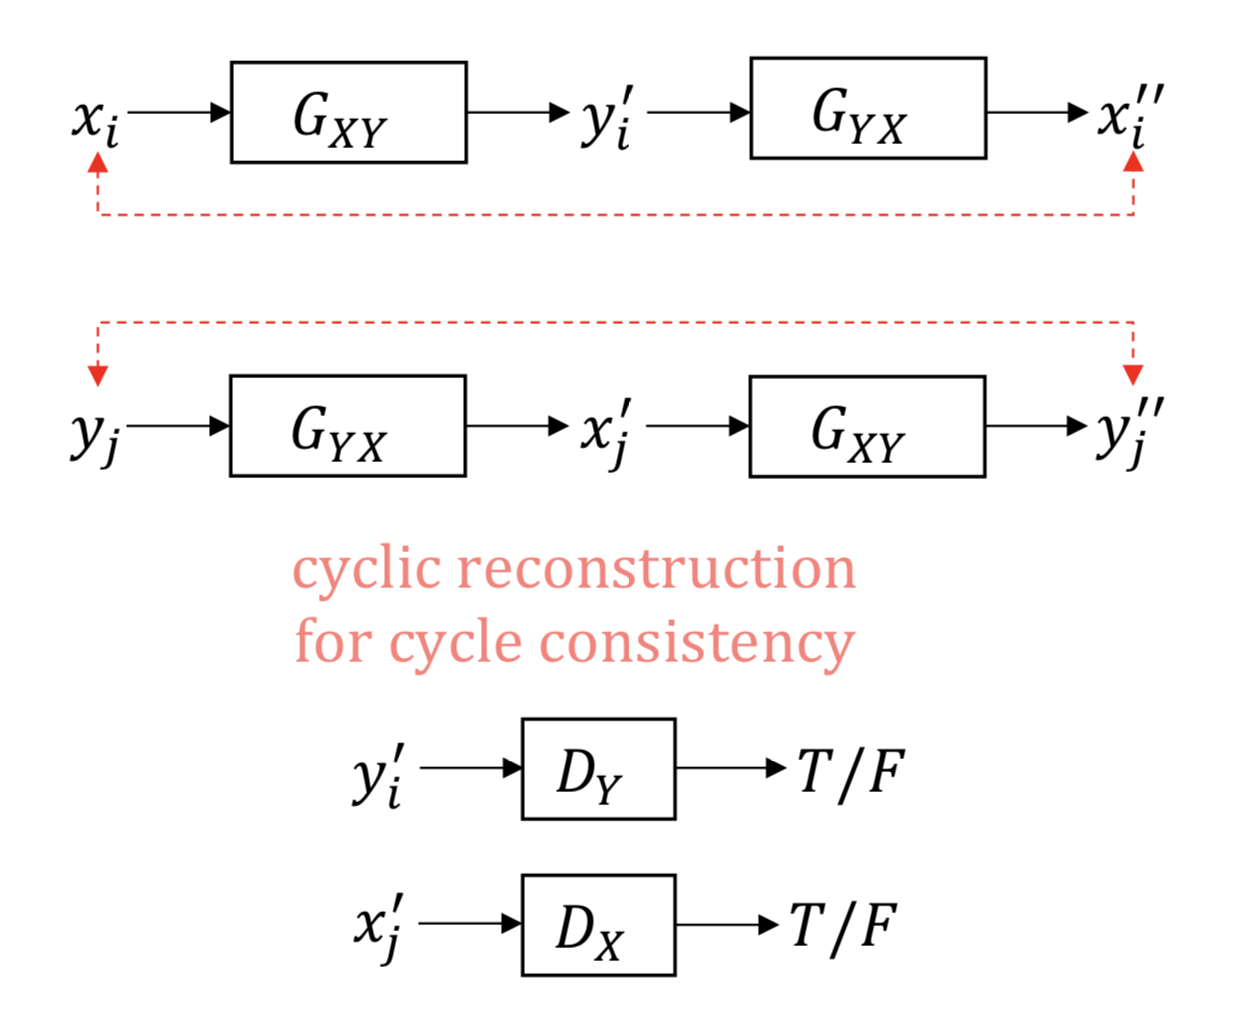 x_i G_{XY} y_i' G_{YX} x_i''
y_j G_{YX} x_j' G_{XY} y_j''
cyclic reconstruction
for cycle consistency
y_i' D_Y T/F
x_j' D_X T/F